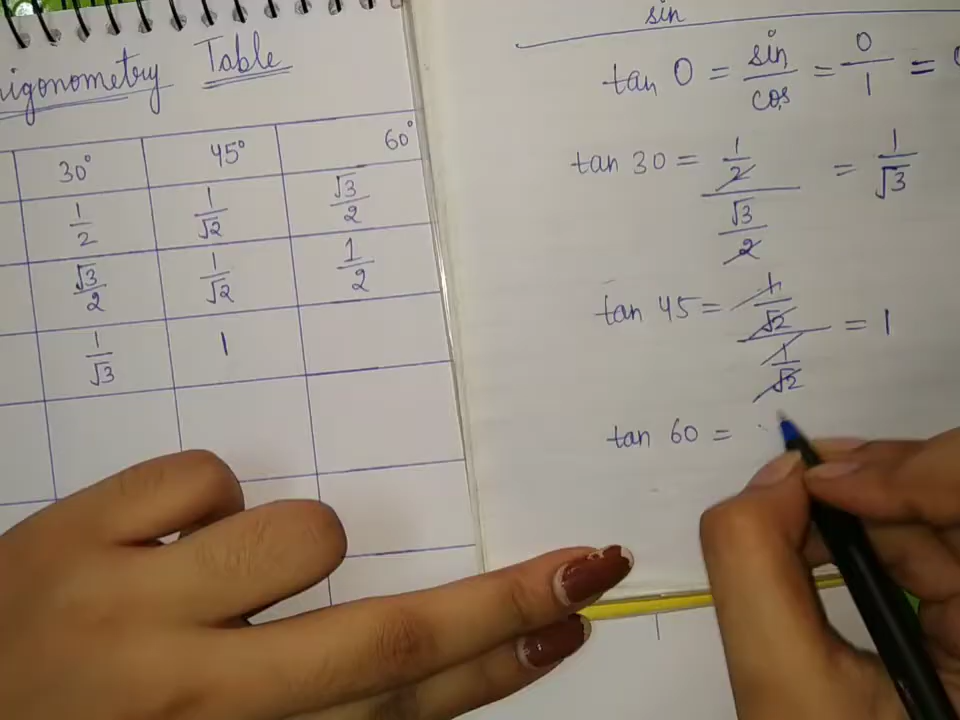 Trigonometry Table
30° 45° 60°
1/2 1/√2 √3/2
√3/2 1/√2 1/2
1/√3 1
sin
tan 0 = sin/cos = 0/1 =
tan 30 = (1/2)/(√3/2) = 1/√3
tan 45 = (1/√2)/(1/√2) = 1
tan 60 =